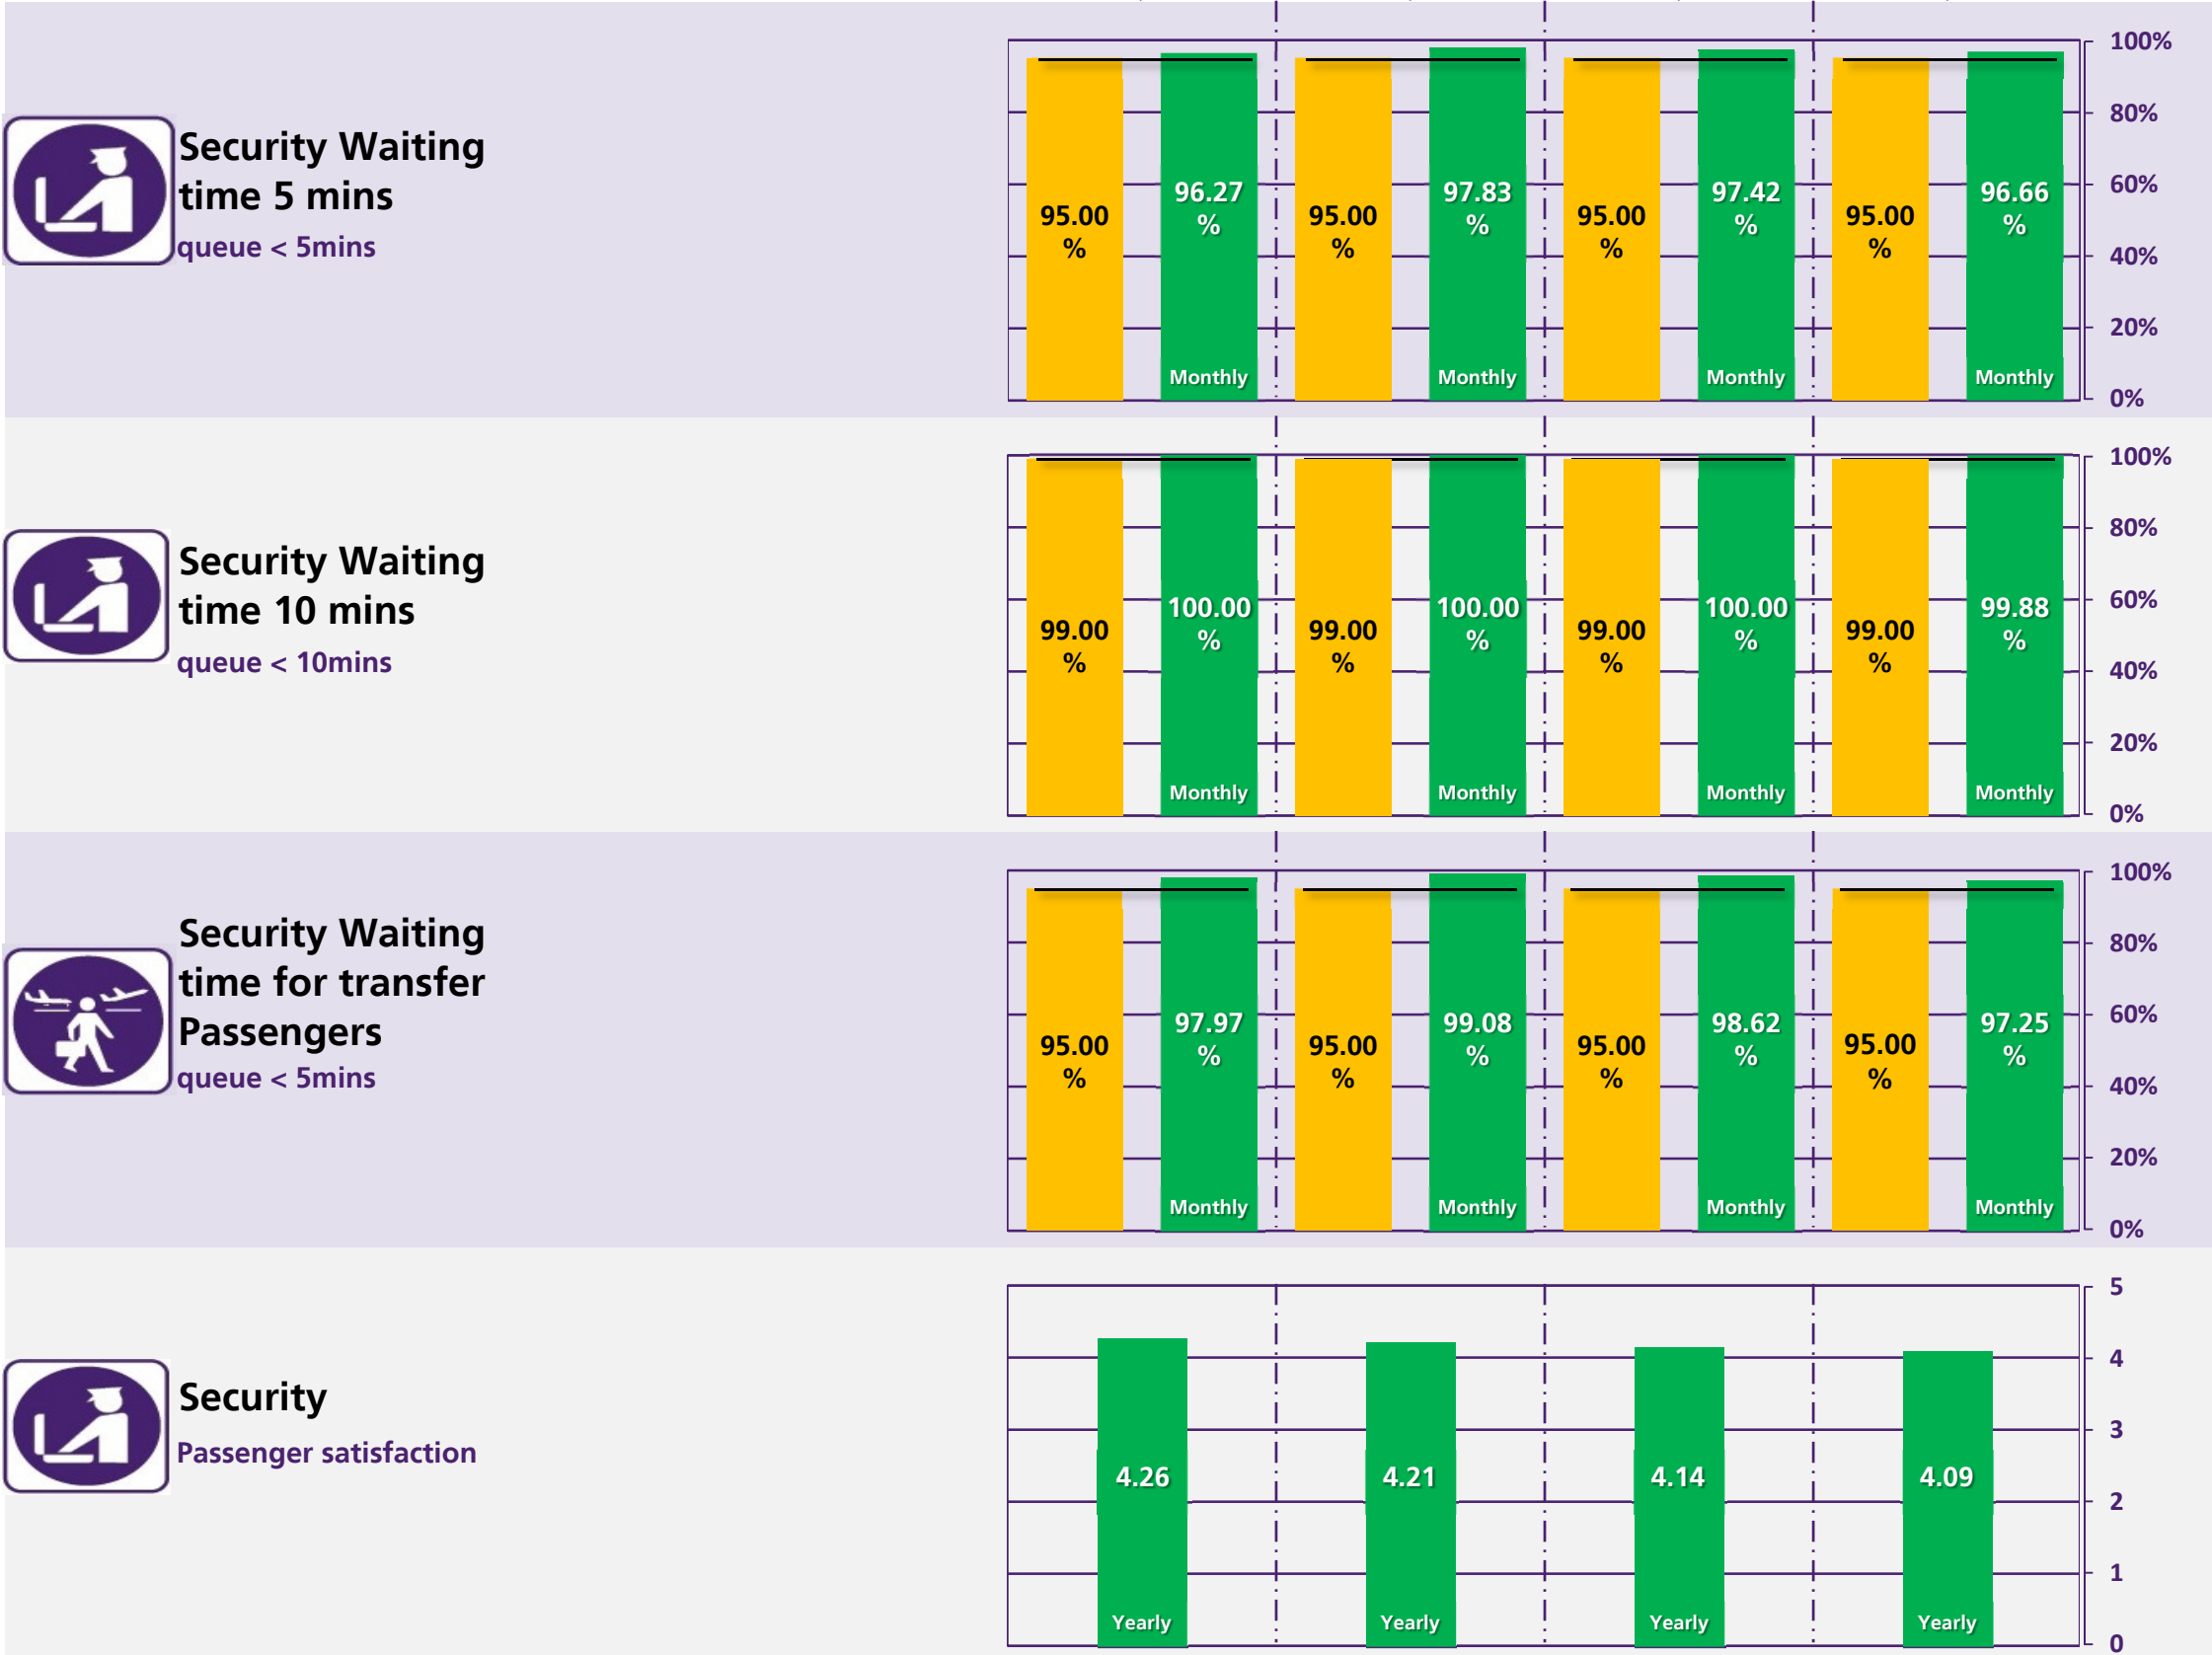 Security Waiting
time 5 mins
queue < 5mins
95.00
%
96.27
%
Monthly
95.00
%
97.83
%
Monthly
95.00
%
97.42
%
Monthly
95.00
%
96.66
%
Monthly
100%
80%
60%
40%
20%
0%
Security Waiting
time 10 mins
queue < 10mins
99.00
%
100.00
%
Monthly
99.00
%
100.00
%
Monthly
99.00
%
100.00
%
Monthly
99.00
%
99.88
%
Monthly
100%
80%
60%
40%
20%
0%
Security Waiting
time for transfer
Passengers
queue < 5mins
95.00
%
97.97
%
Monthly
95.00
%
99.08
%
Monthly
95.00
%
98.62
%
Monthly
95.00
%
97.25
%
Monthly
100%
80%
60%
40%
20%
0%
Security
Passenger satisfaction
4.26
Yearly
4.21
Yearly
4.14
Yearly
4.09
Yearly
5
4
3
2
1
0